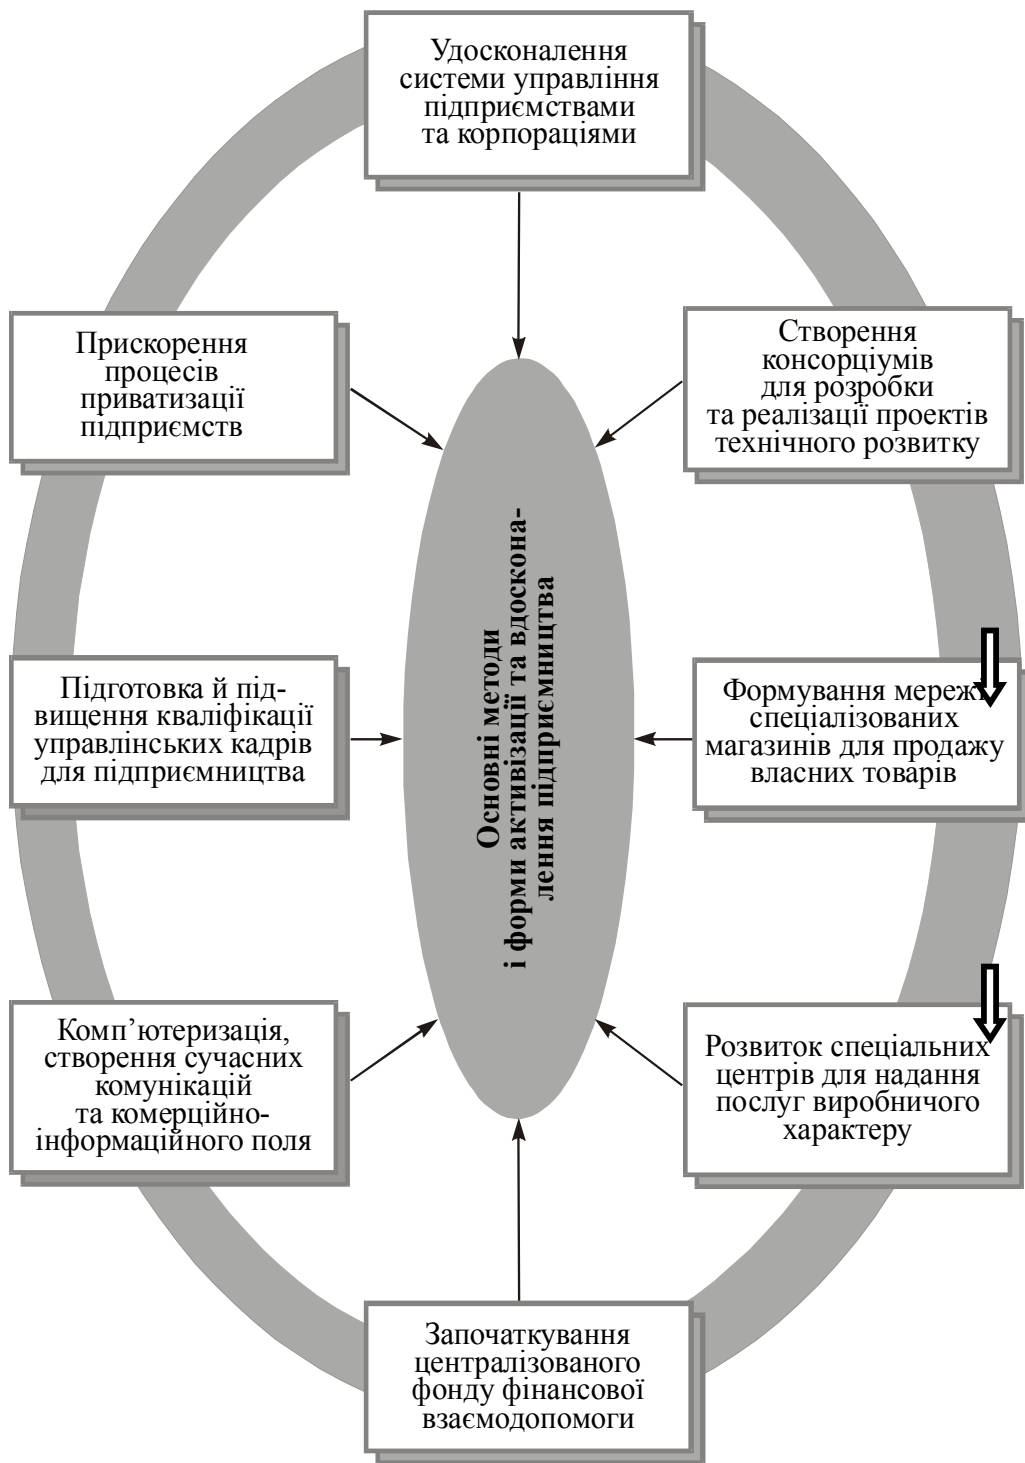 Удосконалення
системи управління
підприємствами
та корпораціями
Прискорення
процесів
приватизації
підприємств
Створення
консорціумів
для розробки
та реалізації проектів
технічного розвитку
Основні методи
і форми активізації та вдоскона-
лення підприємництва
Підготовка й під-
вищення кваліфікації
управлінських кадрів
для підприємництва
Формування мережі
спеціалізованих
магазинів для продажу
власних товарів
Комп’ютеризація,
створення сучасних
комунікацій
та комерційно-
інформаційного поля
Розвиток спеціальних
центрів для надання
послуг виробничого
характеру
Започаткування
централізованого
фонду фінансової
взаємодопомоги